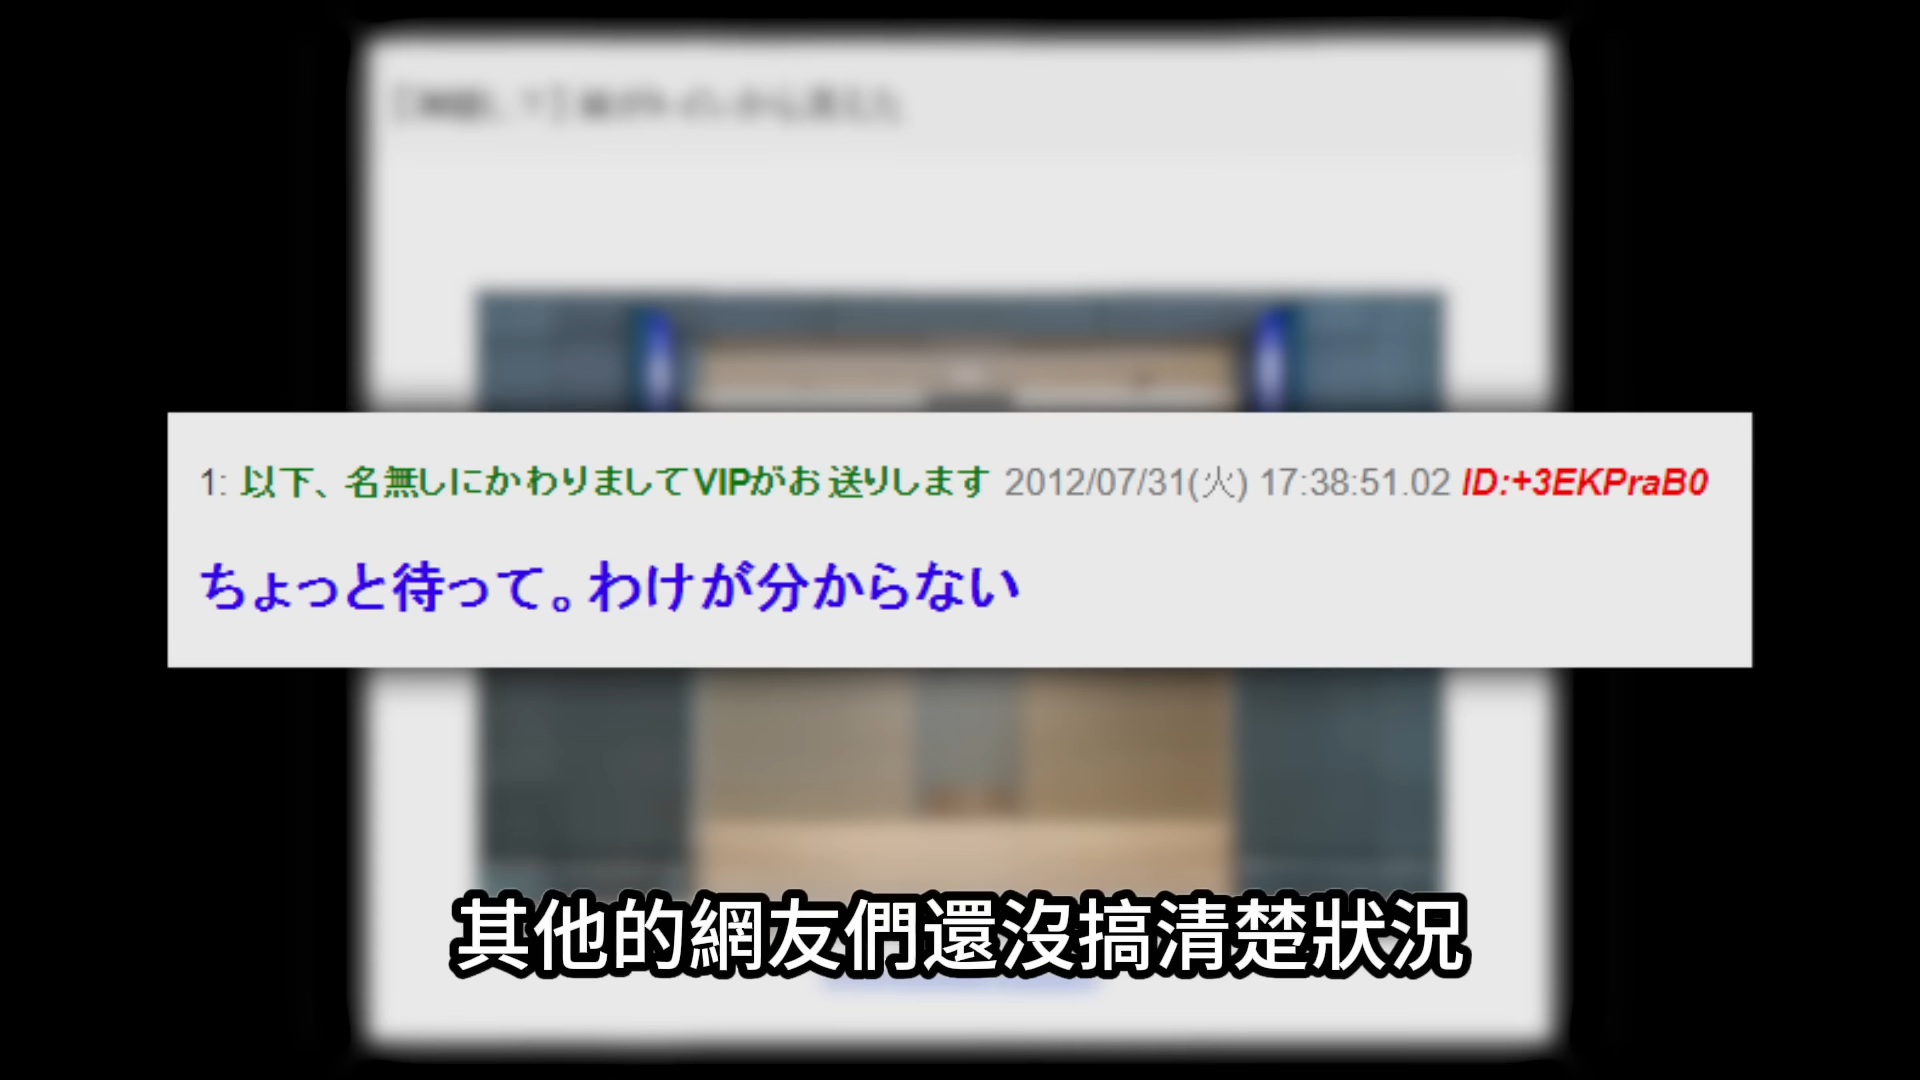 1: 以下、名無しにかわりましてVIPがお送りします 2012/07/31(火) 17:38:51.02 ID:+3EKPraB0
ちょっと待って。わけが分からない
其他的網友們還沒搞清楚狀況